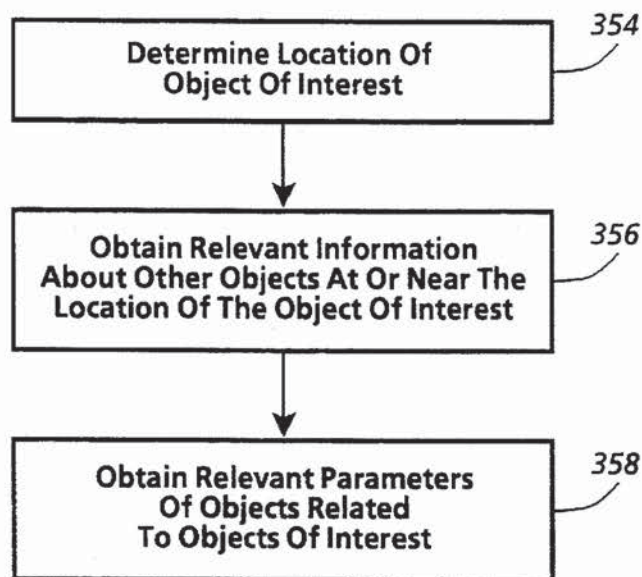 354
Determine Location Of
Object Of Interest
356
Obtain Relevant Information
About Other Objects At Or Near The
Location Of The Object Of Interest
358
Obtain Relevant Parameters
Of Objects Related
To Objects Of Interest